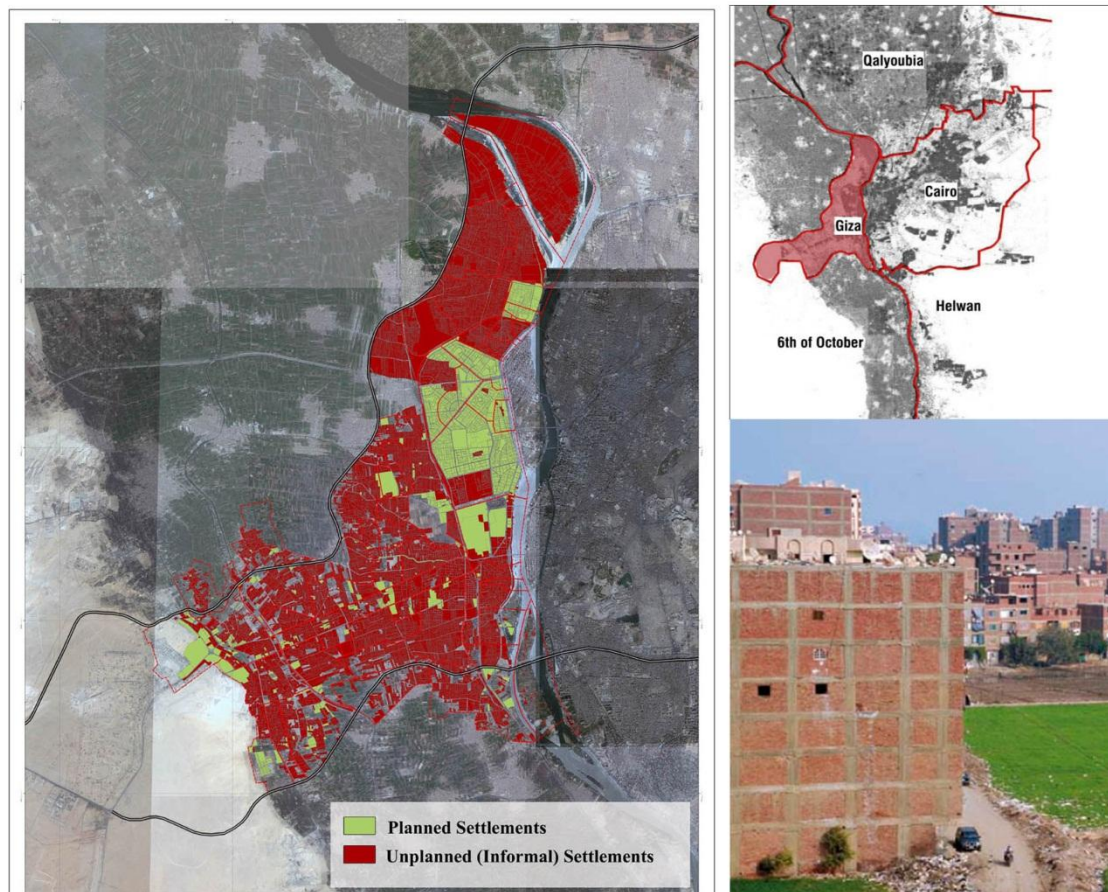 Planned Settlements
Unplanned (Informal) Settlements
Qalyoubia
Cairo
Giza
Helwan
6th of October